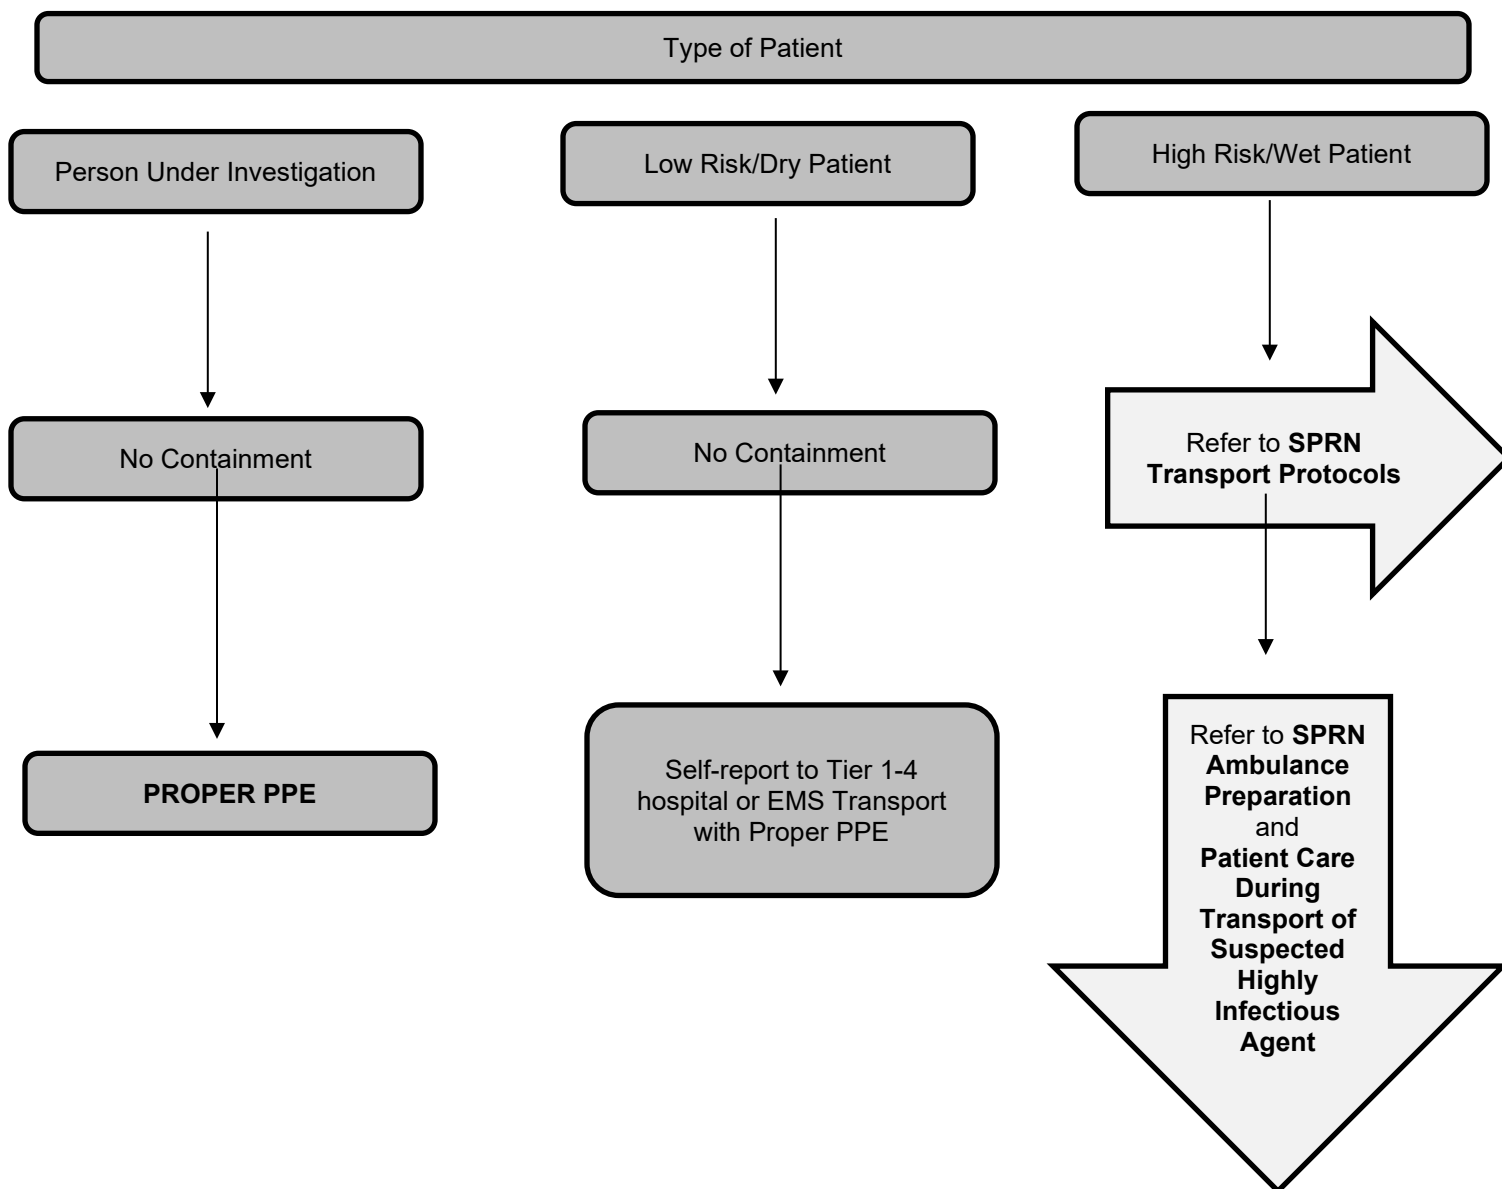 Type of Patient
Person Under Investigation
Low Risk/Dry Patient
High Risk/Wet Patient
No Containment
No Containment
Refer to SPRN
Transport Protocols
PROPER PPE
Self-report to Tier 1-4
hospital or EMS Transport
with Proper PPE
Refer to SPRN
Ambulance
Preparation
and
Patient Care
During
Transport of
Suspected
Highly
Infectious
Agent